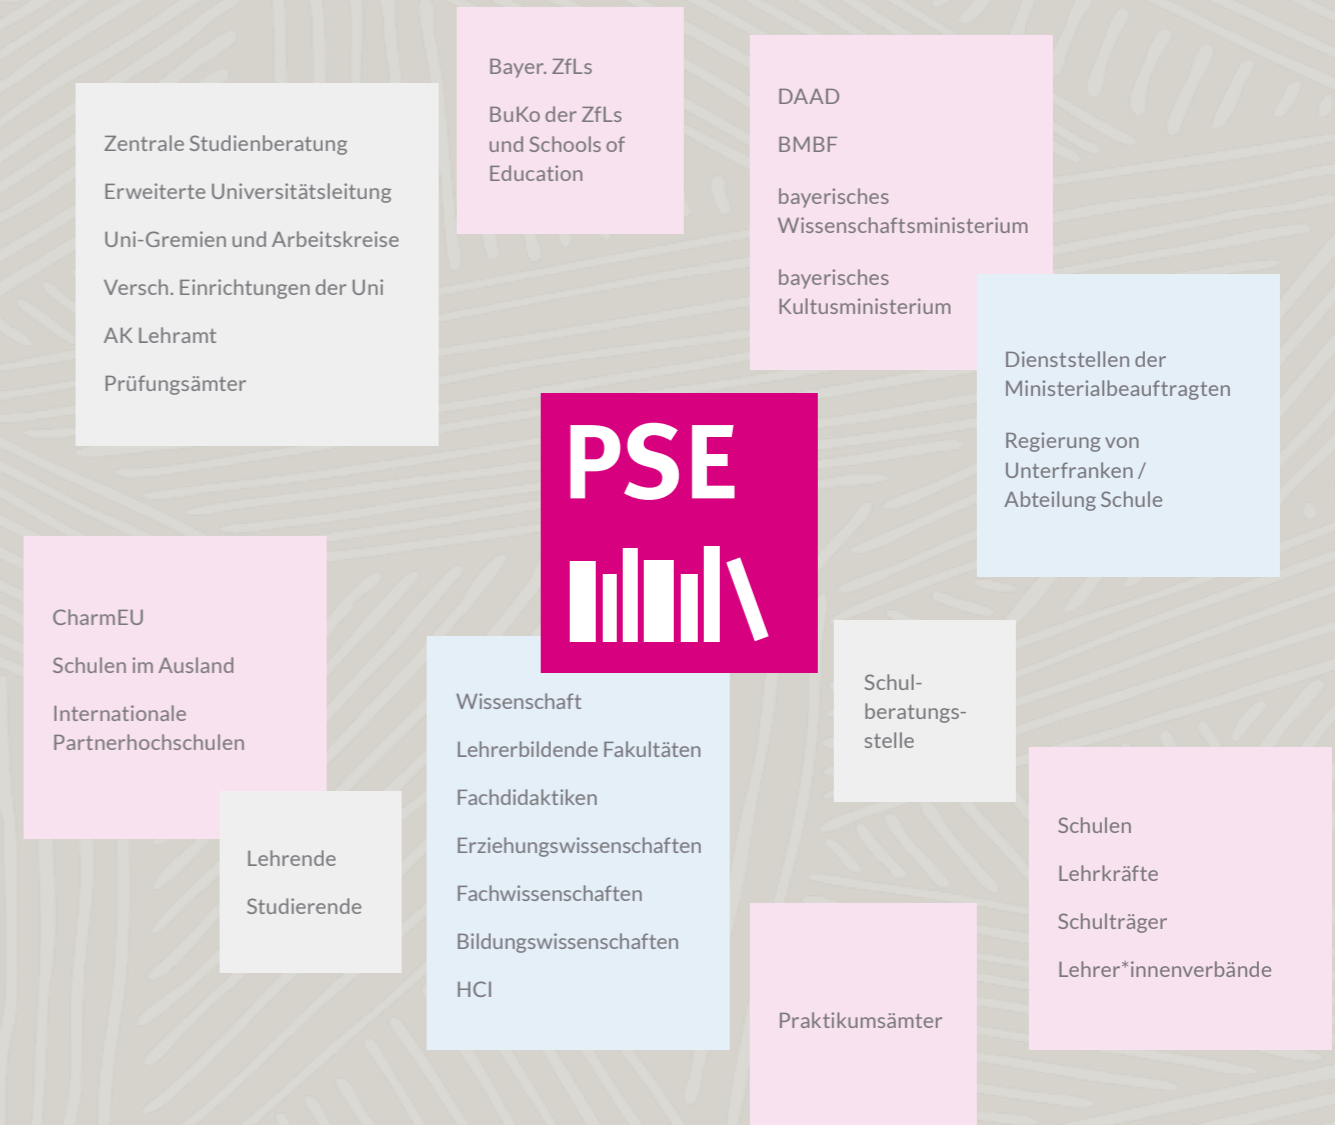 Bayer. ZfLs
BuKo der ZfLs
und Schools of
Education
DAAD
BMBF
bayerisches
Wissenschaftsministerium
bayerisches
Kultusministerium
Zentrale Studienberatung
Erweiterte Universitätsleitung
Uni-Gremien und Arbeitskreise
Versch. Einrichtungen der Uni
AK Lehramt
Prüfungsämter
Dienststellen der
Ministerialbeauftragten
Regierung von
Unterfranken /
Abteilung Schule
PSE
CharmEU
Schulen im Ausland
Internationale
Partnerhochschulen
Lehrende
Studierende
Wissenschaft
Lehrerbildende Fakultäten
Fachdidaktiken
Erziehungswissenschaften
Fachwissenschaften
Bildungswissenschaften
HCI
Schul-
beratungs-
stelle
Schulen
Lehrkräfte
Schulträger
Lehrer*innenverbände
Praktikumsämter